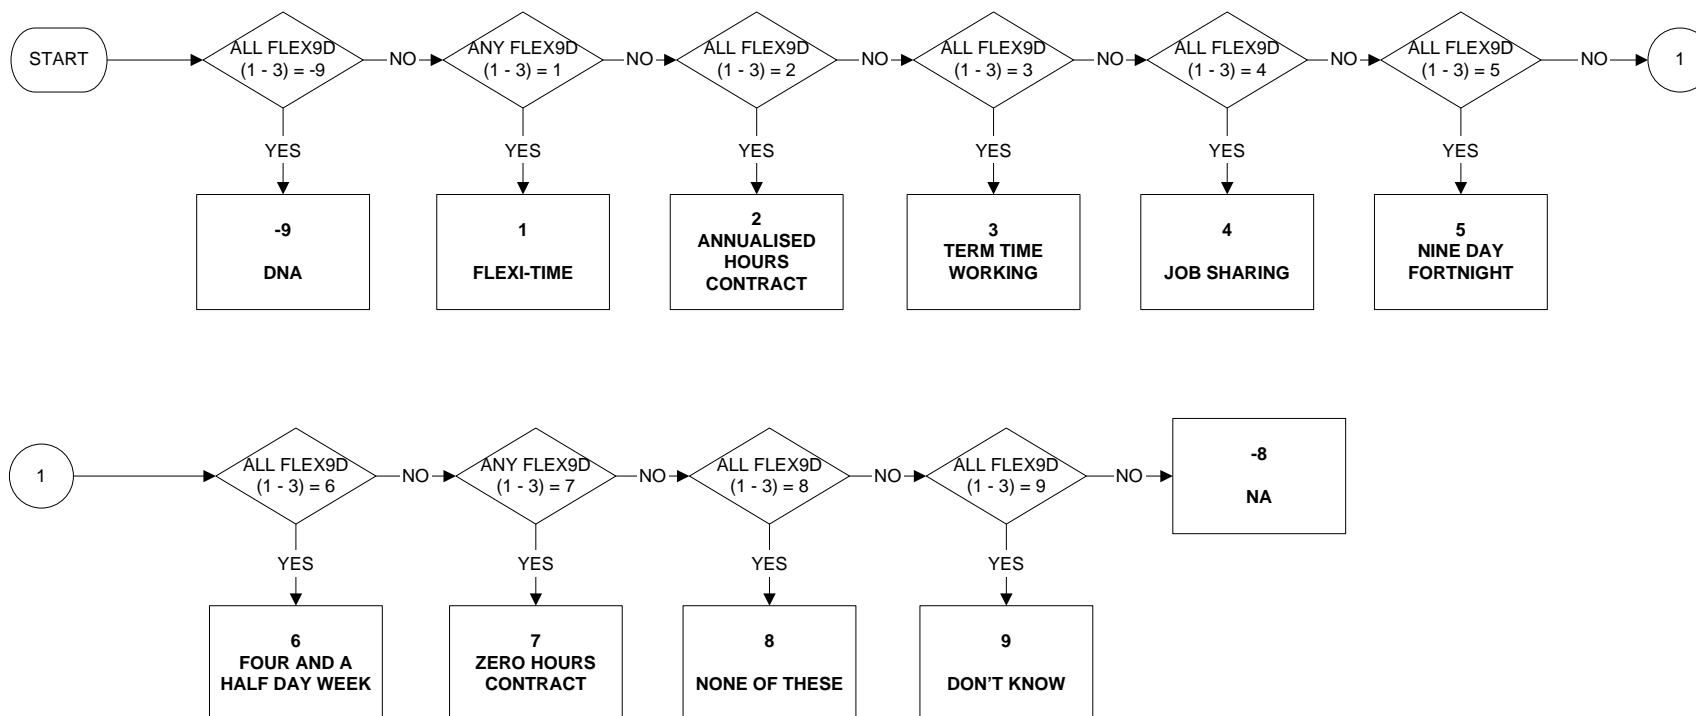 START
ALL FLEX9D
(1 - 3) = -9
NO
ANY FLEX9D
(1 - 3) = 1
NO
ALL FLEX9D
(1 - 3) = 2
NO
ALL FLEX9D
(1 - 3) = 3
NO
ALL FLEX9D
(1 - 3) = 4
NO
ALL FLEX9D
(1 - 3) = 5
NO
1
YES
YES
YES
YES
YES
YES
-9
DNA
1
FLEXI-TIME
2
ANNUALISED
HOURS
CONTRACT
3
TERM TIME
WORKING
4
JOB SHARING
5
NINE DAY
FORTNIGHT
1
ALL FLEX9D
(1 - 3) = 6
NO
ANY FLEX9D
(1 - 3) = 7
NO
ALL FLEX9D
(1 - 3) = 8
NO
ALL FLEX9D
(1 - 3) = 9
NO
-8
NA
YES
YES
YES
YES
6
FOUR AND A
HALF DAY WEEK
7
ZERO HOURS
CONTRACT
8
NONE OF THESE
9
DON'T KNOW